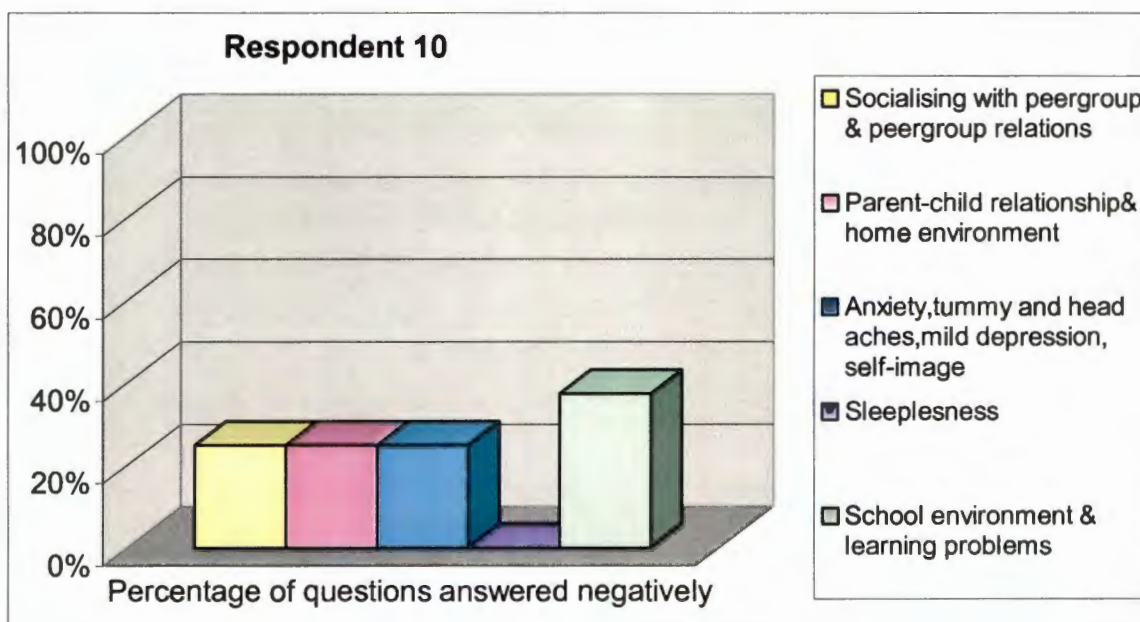 Respondent 10
100%
80%
60%
40%
20%
0%
Percentage of questions answered negatively
Socialising with peergroup
& peergroup relations
Parent-child relationship&
home environment
Anxiety,tummy and head
aches,mild depression,
self-image
Sleeplesness
School environment &
learning problems